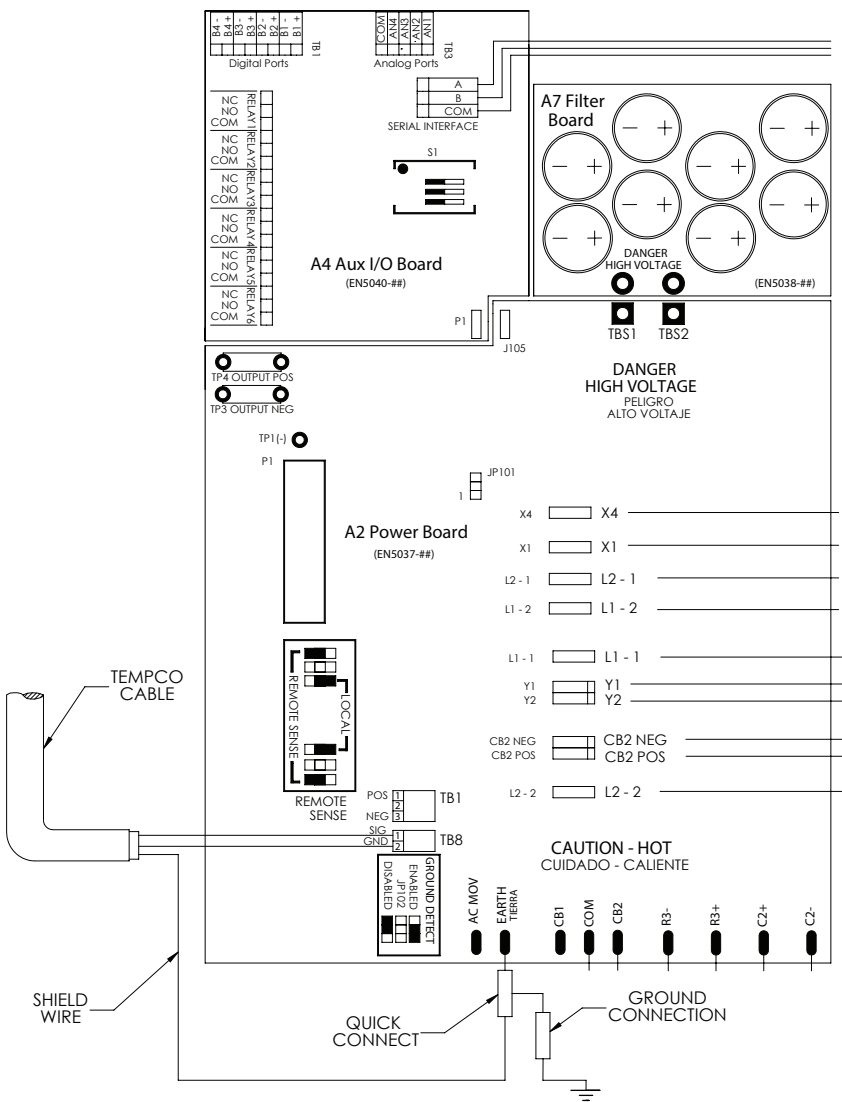 B4 -
B4 +
B3 -
B3 +
B2 -
B2 +
B1 -
B1 +
TB1
Digital Ports
COM
AN4
AN3
AN2
AN1
TB3
Analog Ports
A
B
COM
SERIAL INTERFACE
S1
NC
NO
COM
RELAY1
NC
NO
COM
RELAY2
NC
NO
COM
RELAY3
NC
NO
COM
RELAY4
NC
NO
COM
RELAY5
NC
NO
COM
RELAY6
A4 Aux I/O Board
(EN5040-##)
A7 Filter
Board
- +
- +
- +
- +
- +
- +
- +
- +
DANGER
HIGH VOLTAGE
(EN5038-##)
TBS1
TBS2
P1
J105
TP4 OUTPUT POS
TP3 OUTPUT NEG
DANGER
HIGH VOLTAGE
PELIGRO
ALTO VOLTAJE
TP1(-)
P1
JP101
1
A2 Power Board
(EN5037-##)
X4 X4
X1 X1
L2 - 1 L2 - 1
L1 - 2 L1 - 2
L1 - 1 L1 - 1
Y1 Y1
Y2 Y2
CB2 NEG CB2 NEG
CB2 POS CB2 POS
L2 - 2 L2 - 2
TEMPCO
CABLE
REMOTE SENSE
LOCAL
REMOTE
SENSE
POS 1
2
NEG 3
TB1
SIG 1
GND 2
TB8
GROUND DETECT
ENABLED
JP102
DISABLED
CAUTION - HOT
CUIDADO - CALIENTE
AC MOV
EARTH
TIERRA
CB1
COM
CB2
R3-
R3+
C2+
C2-
SHIELD
WIRE
QUICK
CONNECT
GROUND
CONNECTION